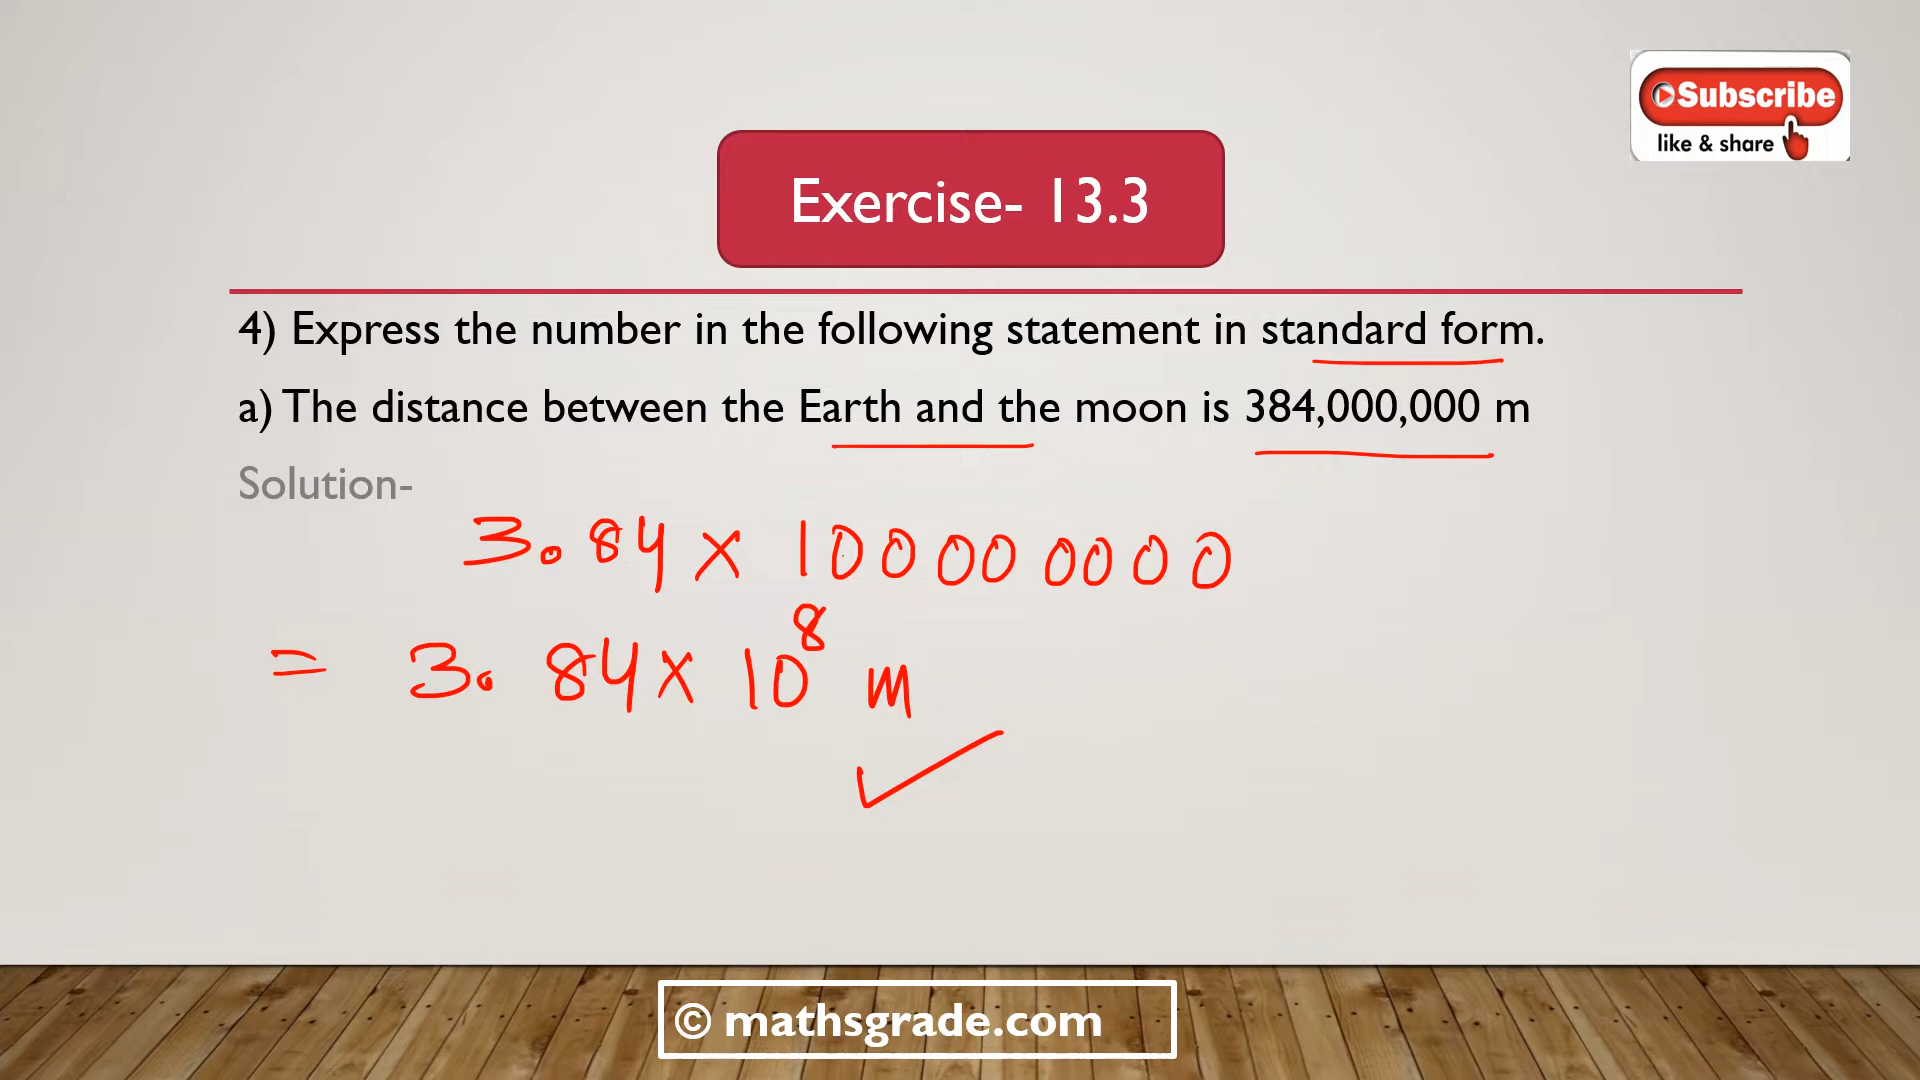 Subscribe
like & share
Exercise- 13.3
4) Express the number in the following statement in standard form.
a) The distance between the Earth and the moon is 384,000,000 m
Solution-
3.84 × 100000000
= 3.84 × 10⁸ m
© mathsgrade.com